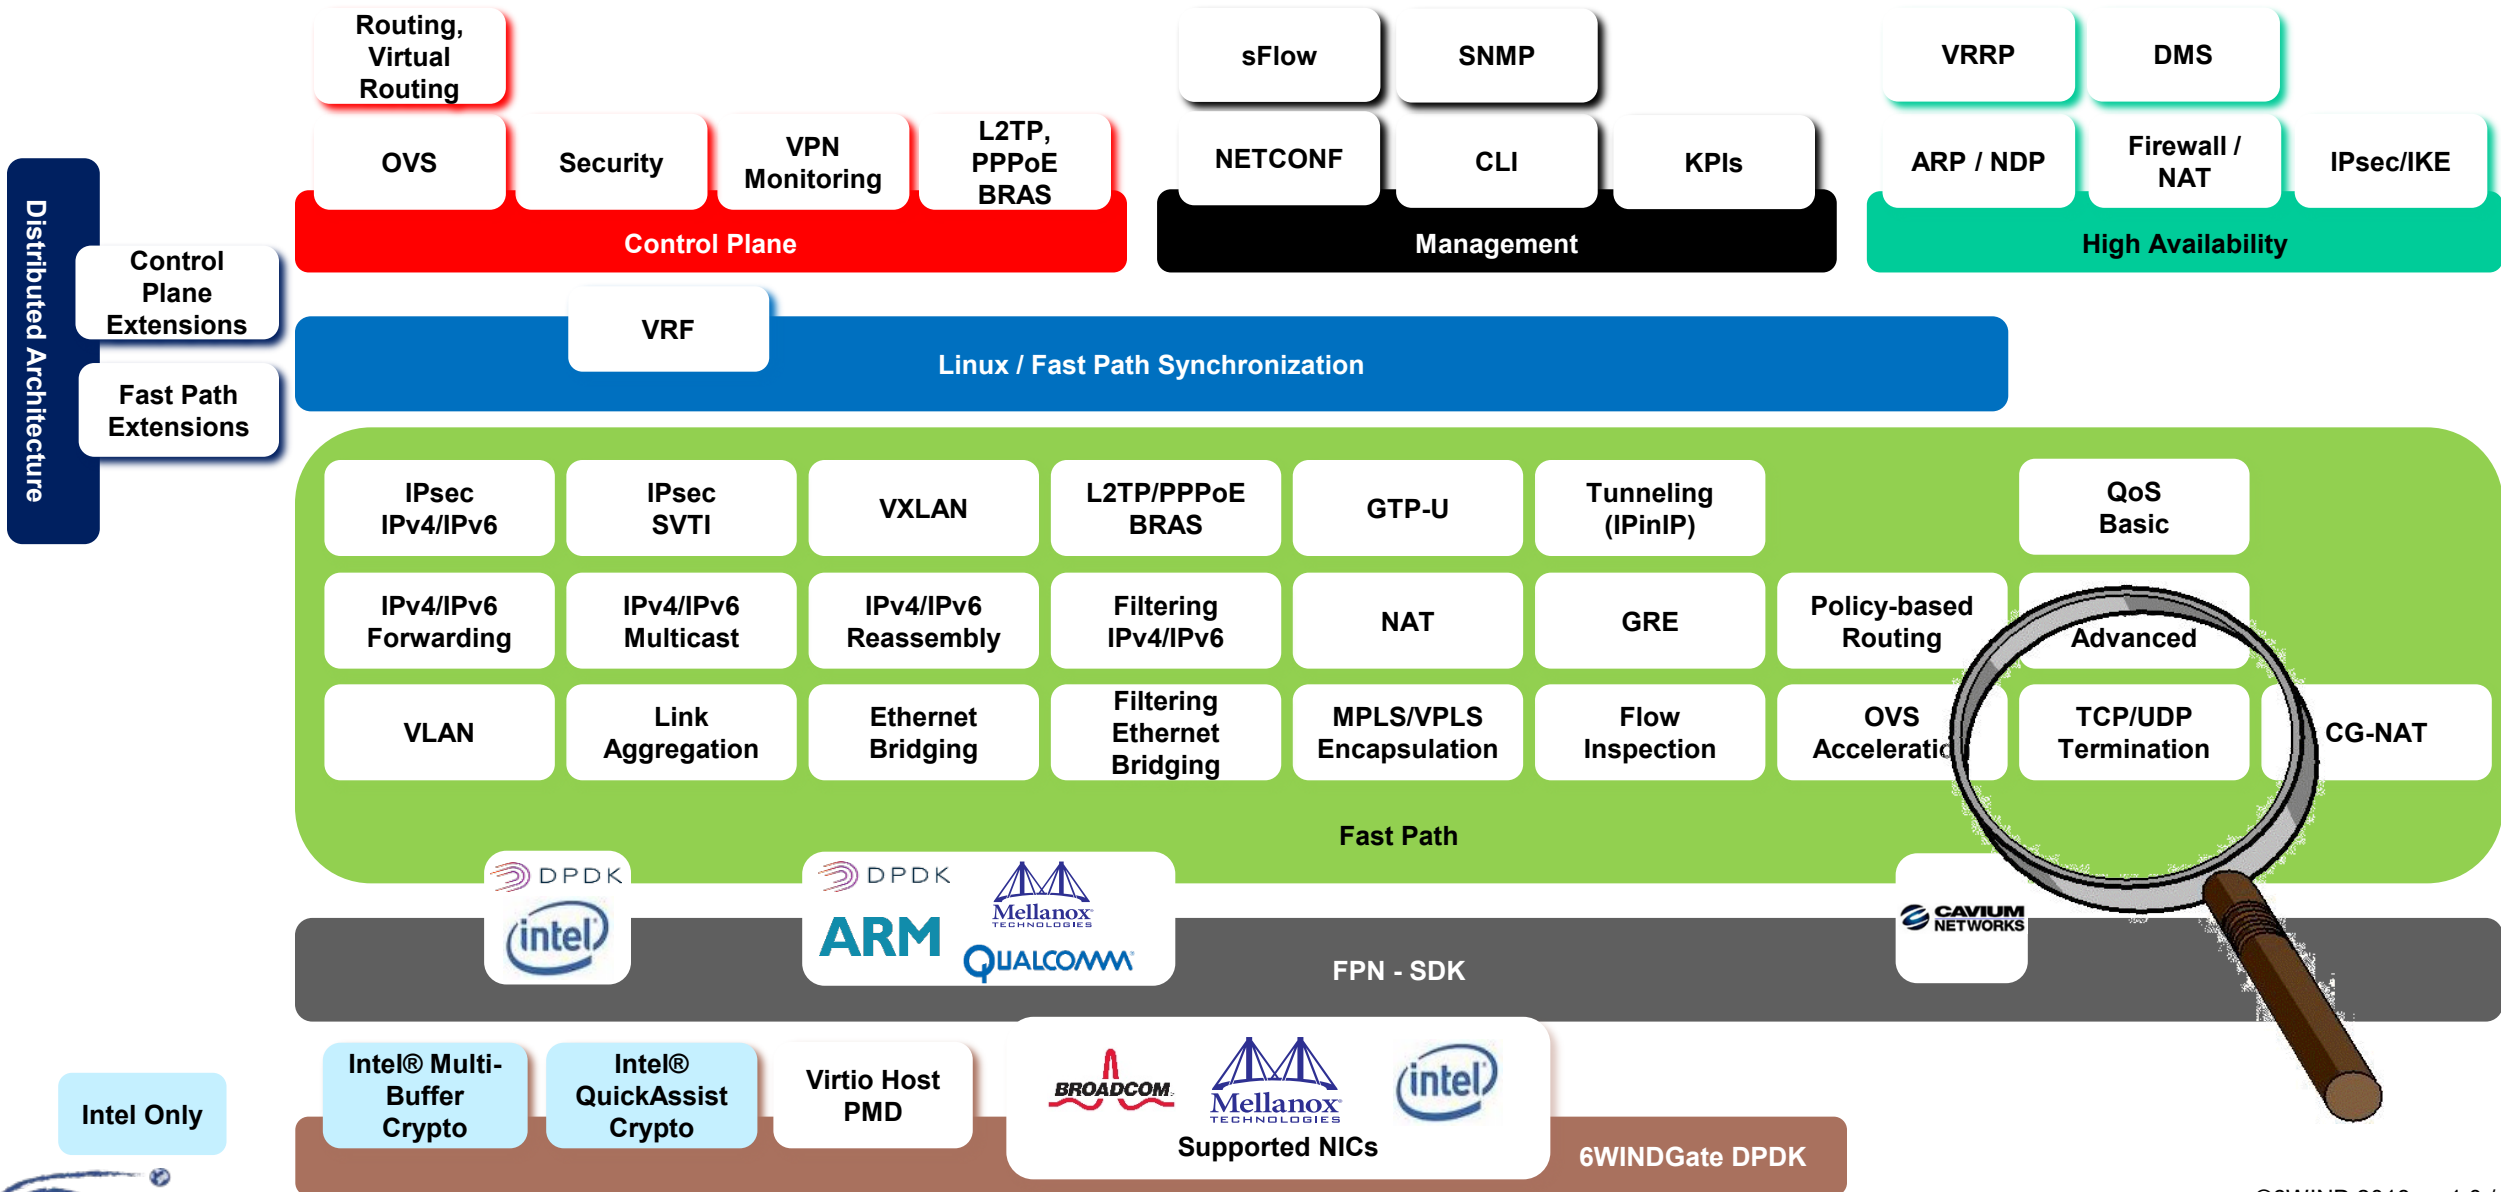 Routing,
Virtual
Routing
sFlow
SNMP
VRRP
DMS
OVS
Security
VPN
Monitoring
L2TP,
PPPoE
BRAS
NETCONF
CLI
KPIs
ARP / NDP
Firewall /
NAT
IPsec/IKE
Control Plane
Management
High Availability
Distributed Architecture
Control
Plane
Extensions
Fast Path
Extensions
VRF
Linux / Fast Path Synchronization
IPsec
IPv4/IPv6
IPsec
SVTI
VXLAN
L2TP/PPPoE
BRAS
GTP-U
Tunneling
(IPinIP)
QoS
Basic
IPv4/IPv6
Forwarding
IPv4/IPv6
Multicast
IPv4/IPv6
Reassembly
Filtering
IPv4/IPv6
NAT
GRE
Policy-based
Routing
Advanced
VLAN
Link
Aggregation
Ethernet
Bridging
Filtering
Ethernet
Bridging
MPLS/VPLS
Encapsulation
Flow
Inspection
OVS
TCP/UDP
Termination
CG-NAT
Fast Path
DPDK
intel
DPDK
Mellanox
TECHNOLOGIES
ARM
QUALCOMM
CAVIUM
NETWORKS
FPN - SDK
Intel Only
Intel® Multi-
Buffer
Crypto
Intel®
QuickAssist
Crypto
Virtio Host
PMD
BROADCOM.
Mellanox
TECHNOLOGIES
intel
Supported NICs
6WINDGate DPDK